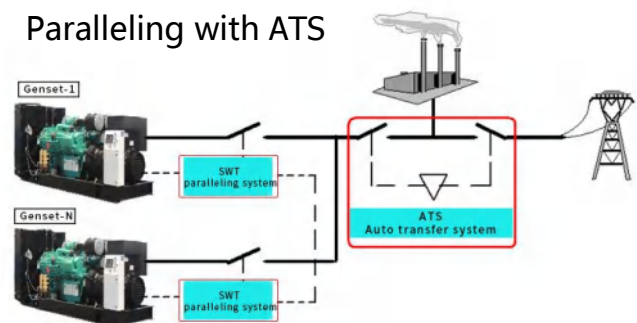 Paralleling with ATS
Genset-1
SWT
paralleling system
ATS
Auto transfer system
Genset-N
SWT
paralleling system